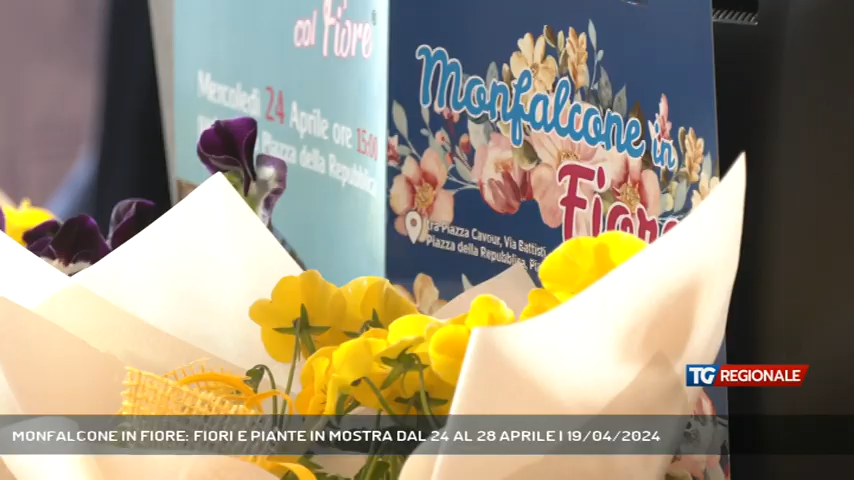 col Fiore
Mercoledì 24 Aprile ore 15:00
Piazza della Repubblica
Monfalcone in
Fiore
tra Piazza Cavour, Via Battisti
Piazza della Repubblica,
TG REGIONALE
MONFALCONE IN FIORE: FIORI E PIANTE IN MOSTRA DAL 24 AL 28 APRILE | 19/04/2024